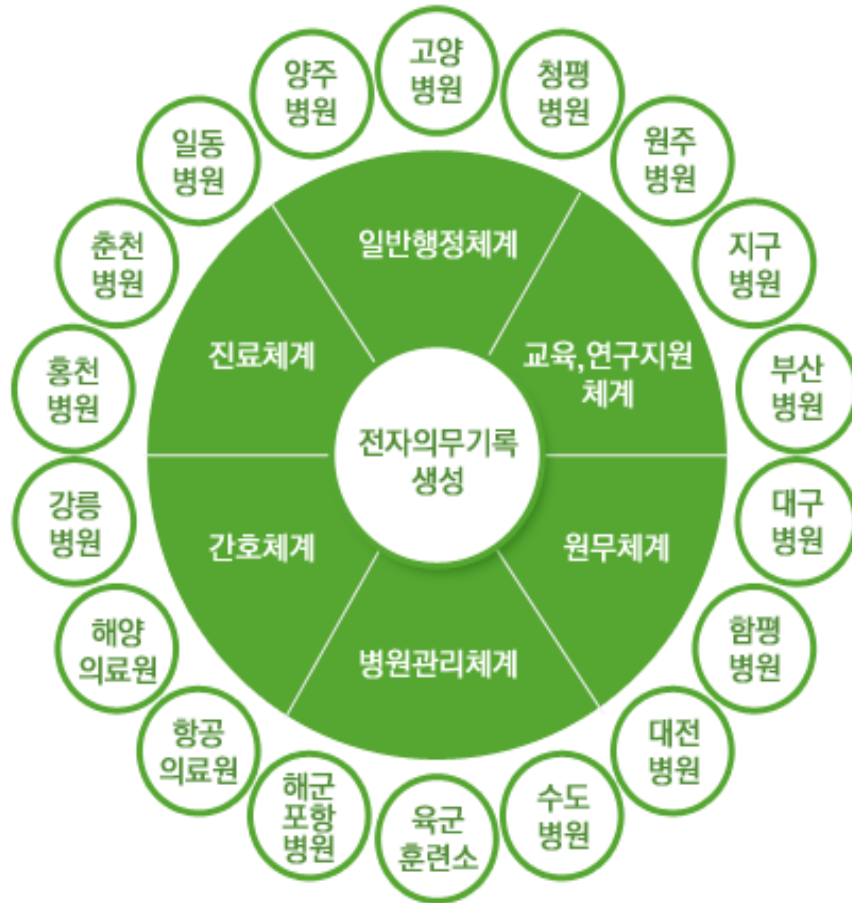 고양
병원
청평
병원
원주
병원
지구
병원
부산
병원
대구
병원
함평
병원
대전
병원
수도
병원
육군
훈련소
해군
포항
병원
항공
의료원
해양
의료원
강릉
병원
홍천
병원
춘천
병원
일동
병원
양주
병원
일반행정체계
교육,연구지원
체계
원무체계
병원관리체계
간호체계
진료체계
전자의무기록
생성